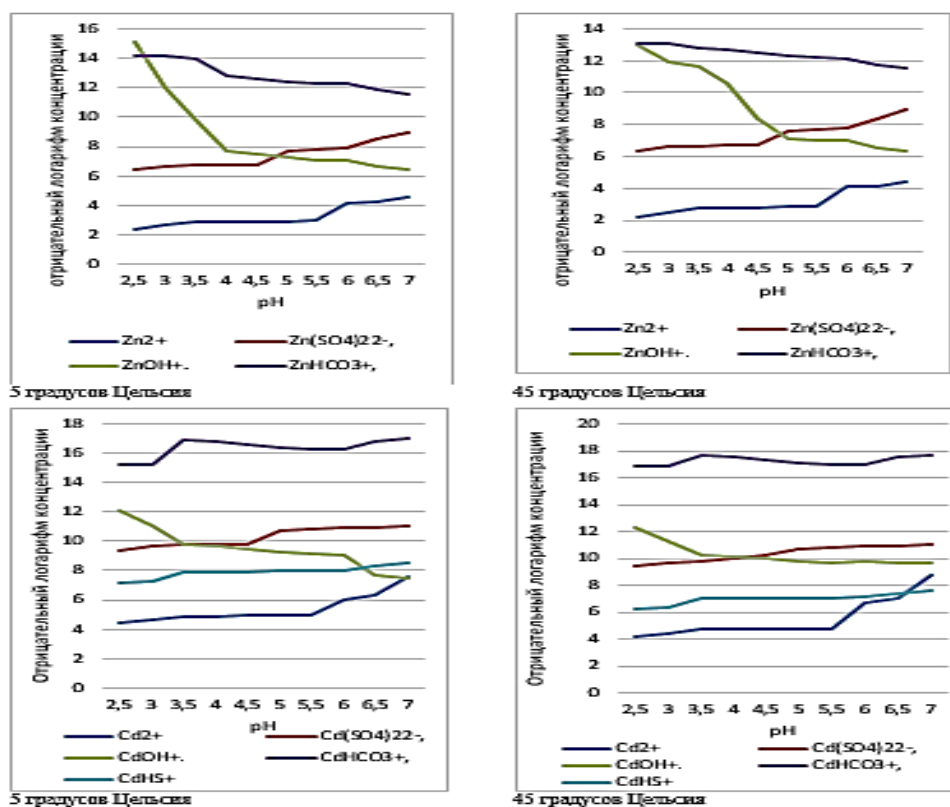 отрицательный логарифм концентрации
16
14
12
10
8
6
4
2
0
2,5 3 3,5 4 4,5 5 5,5 6 6,5 7
pH
Zn2+ Zn(SO4)22-,
ZnOH+. ZnHCO3+,
5 градусов Цельсия
отрицательный логарифм концентрации
14
12
10
8
6
4
2
0
2,5 3 3,5 4 4,5 5 5,5 6 6,5 7
pH
Zn2+ Zn(SO4)22-,
ZnOH+. ZnHCO3+,
45 градусов Цельсия
Отрицательный логарифм концентрации
18
16
14
12
10
8
6
4
2
0
2,5 3 3,5 4 4,5 5 5,5 6 6,5 7
pH
Cd2+ Cd(SO4)22-,
CdOH+. CdHCO3+,
CdHS+
5 градусов Цельсия
Отрицательный логарифм концентрации
20
18
16
14
12
10
8
6
4
2
0
2,5 3 3,5 4 4,5 5 5,5 6 6,5 7
pH
Cd2+ Cd(SO4)22-,
CdOH+. CdHCO3+,
CdHS+
45 градусов Цельсия